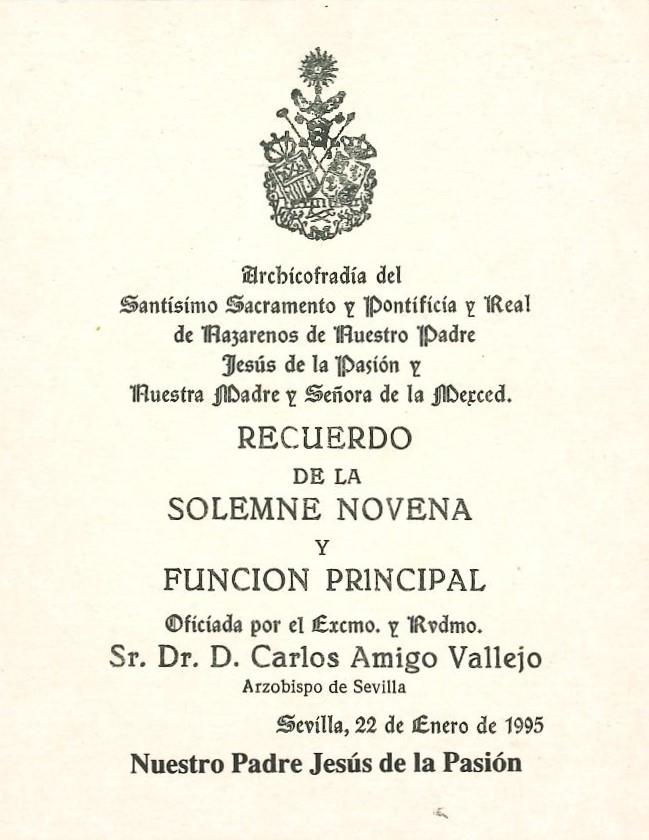 Archicofradía del
Santísimo Sacramento y Pontificia y Real
de Nazarenos de Nuestro Padre
Jesús de la Pasión y
Nuestra Madre y Señora de la Merced.
RECUERDO
DE LA
SOLEMNE NOVENA
Y
FUNCION PRINCIPAL
Oficiada por el Excmo. y Rvdmo.
Sr. Dr. D. Carlos Amigo Vallejo
Arzobispo de Sevilla
Sevilla, 22 de Enero de 1995
Nuestro Padre Jesús de la Pasión